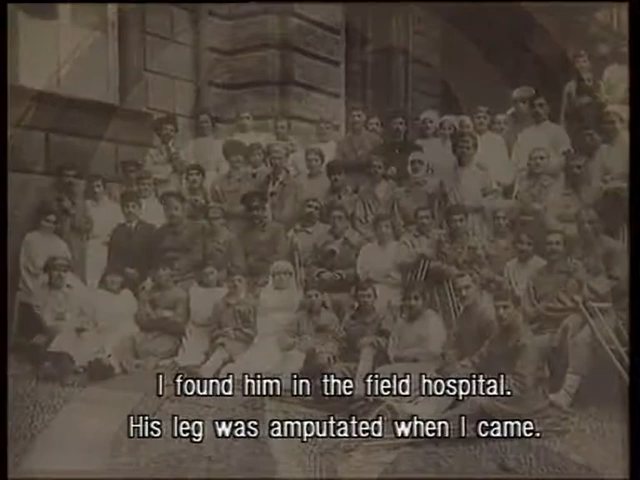 I found him in the field hospital.
His leg was amputated when I came.